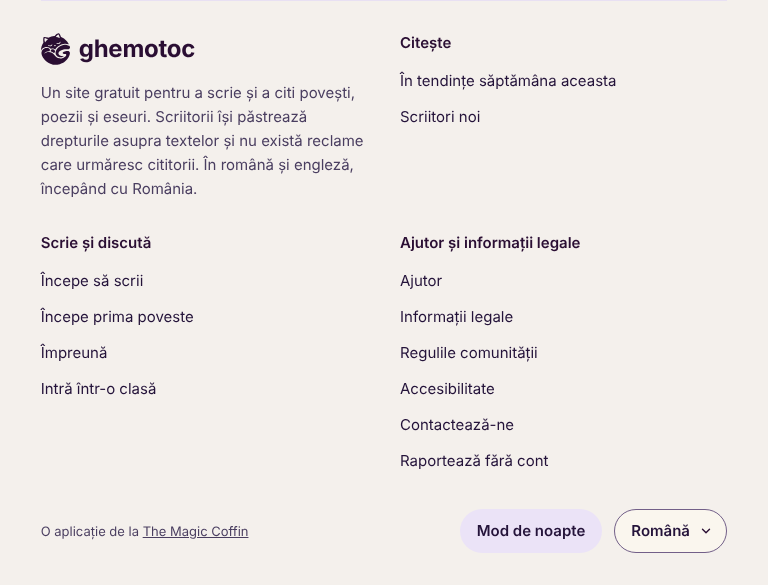 ghemotoc
Un site gratuit pentru a scrie și a citi povești,
poezii și eseuri. Scriitorii își păstrează
drepturile asupra textelor și nu există reclame
care urmăresc cititorii. În română și engleză,
începând cu România.
Citește
În tendințe săptămâna aceasta
Scriitori noi
Scrie și discută
Începe să scrii
Începe prima poveste
Împreună
Intră într-o clasă
Ajutor și informații legale
Ajutor
Informații legale
Regulile comunității
Accesibilitate
Contactează-ne
Raportează fără cont
O aplicație de la The Magic Coffin
Mod de noapte
Română